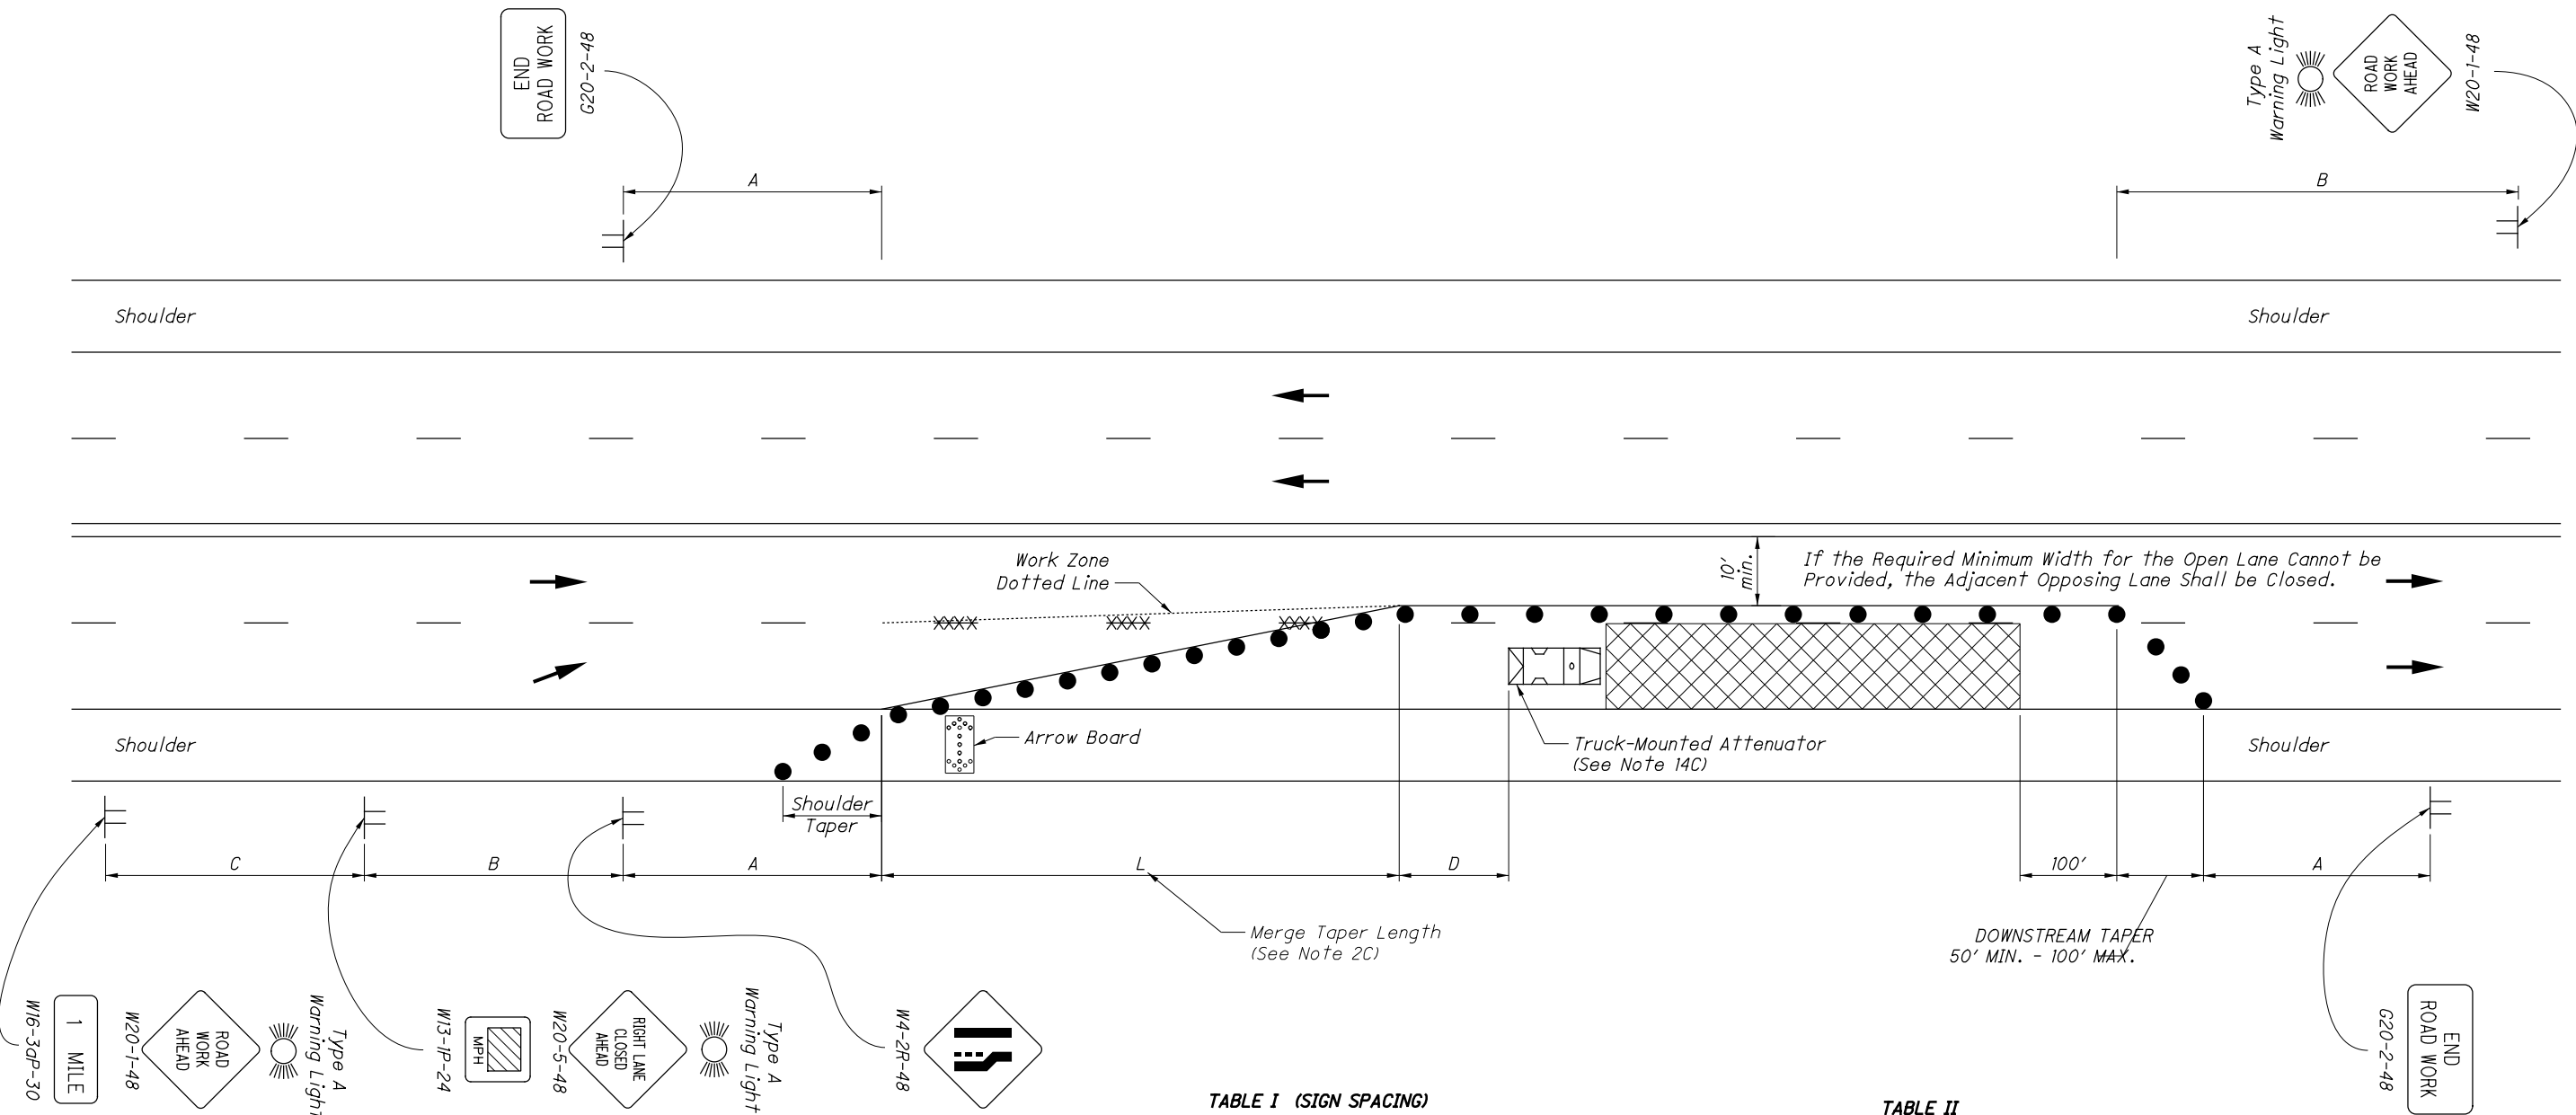 END
ROAD WORK
G20-2-48
Type A
Warning Light
ROAD
WORK
AHEAD
W20-1-48
A
B
Shoulder
Shoulder
Work Zone
Dotted Line
10'
min.
If the Required Minimum Width for the Open Lane Cannot be
Provided, the Adjacent Opposing Lane Shall be Closed.
Shoulder
Arrow Board
Truck-Mounted Attenuator
(See Note 14C)
Shoulder
Shoulder
Taper
C
B
A
L
D
100'
A
Merge Taper Length
(See Note 2C)
DOWNSTREAM TAPER
50' MIN. - 100' MAX.
W16-3aP-30
1 MILE
W20-1-48
ROAD
WORK
AHEAD
Type A
Warning Light
W13-1P-24
MPH
W20-5-48
RIGHT LANE
CLOSED
AHEAD
Type A
Warning Light
W4-2R-48
G20-2-48
END
ROAD WORK
TABLE I (SIGN SPACING)
TABLE II